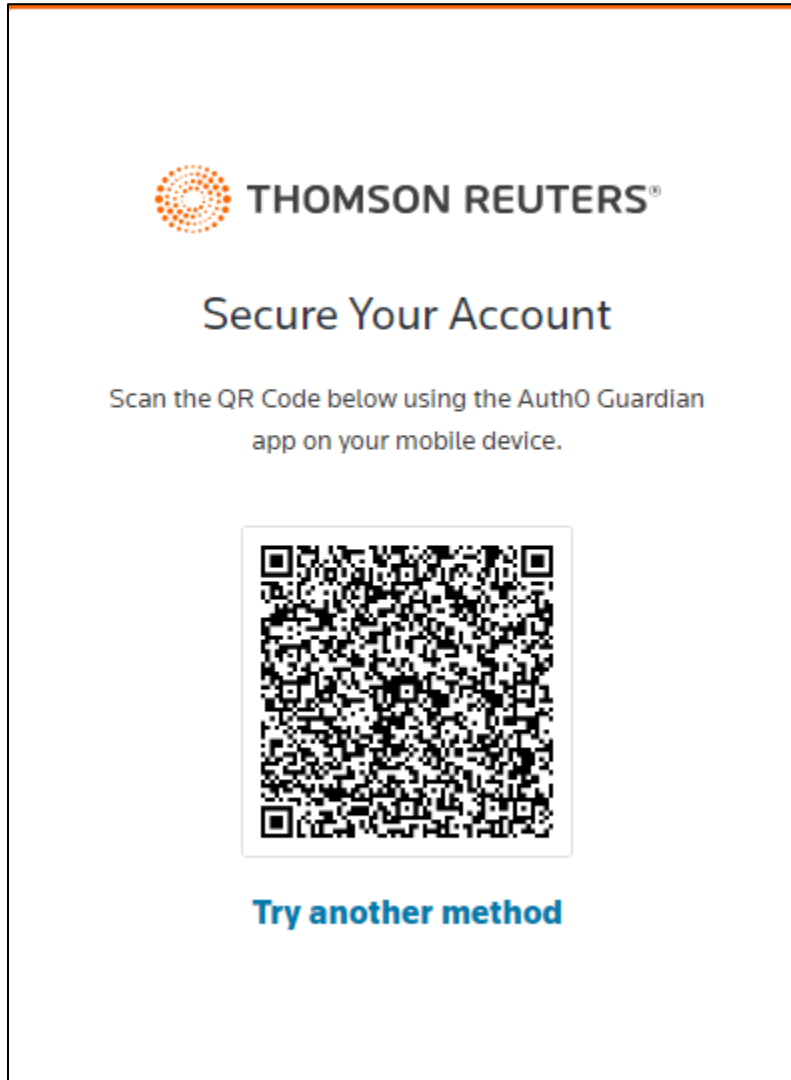 THOMSON REUTERS®
Secure Your Account
Scan the QR Code below using the Auth0 Guardian
app on your mobile device.
Try another method